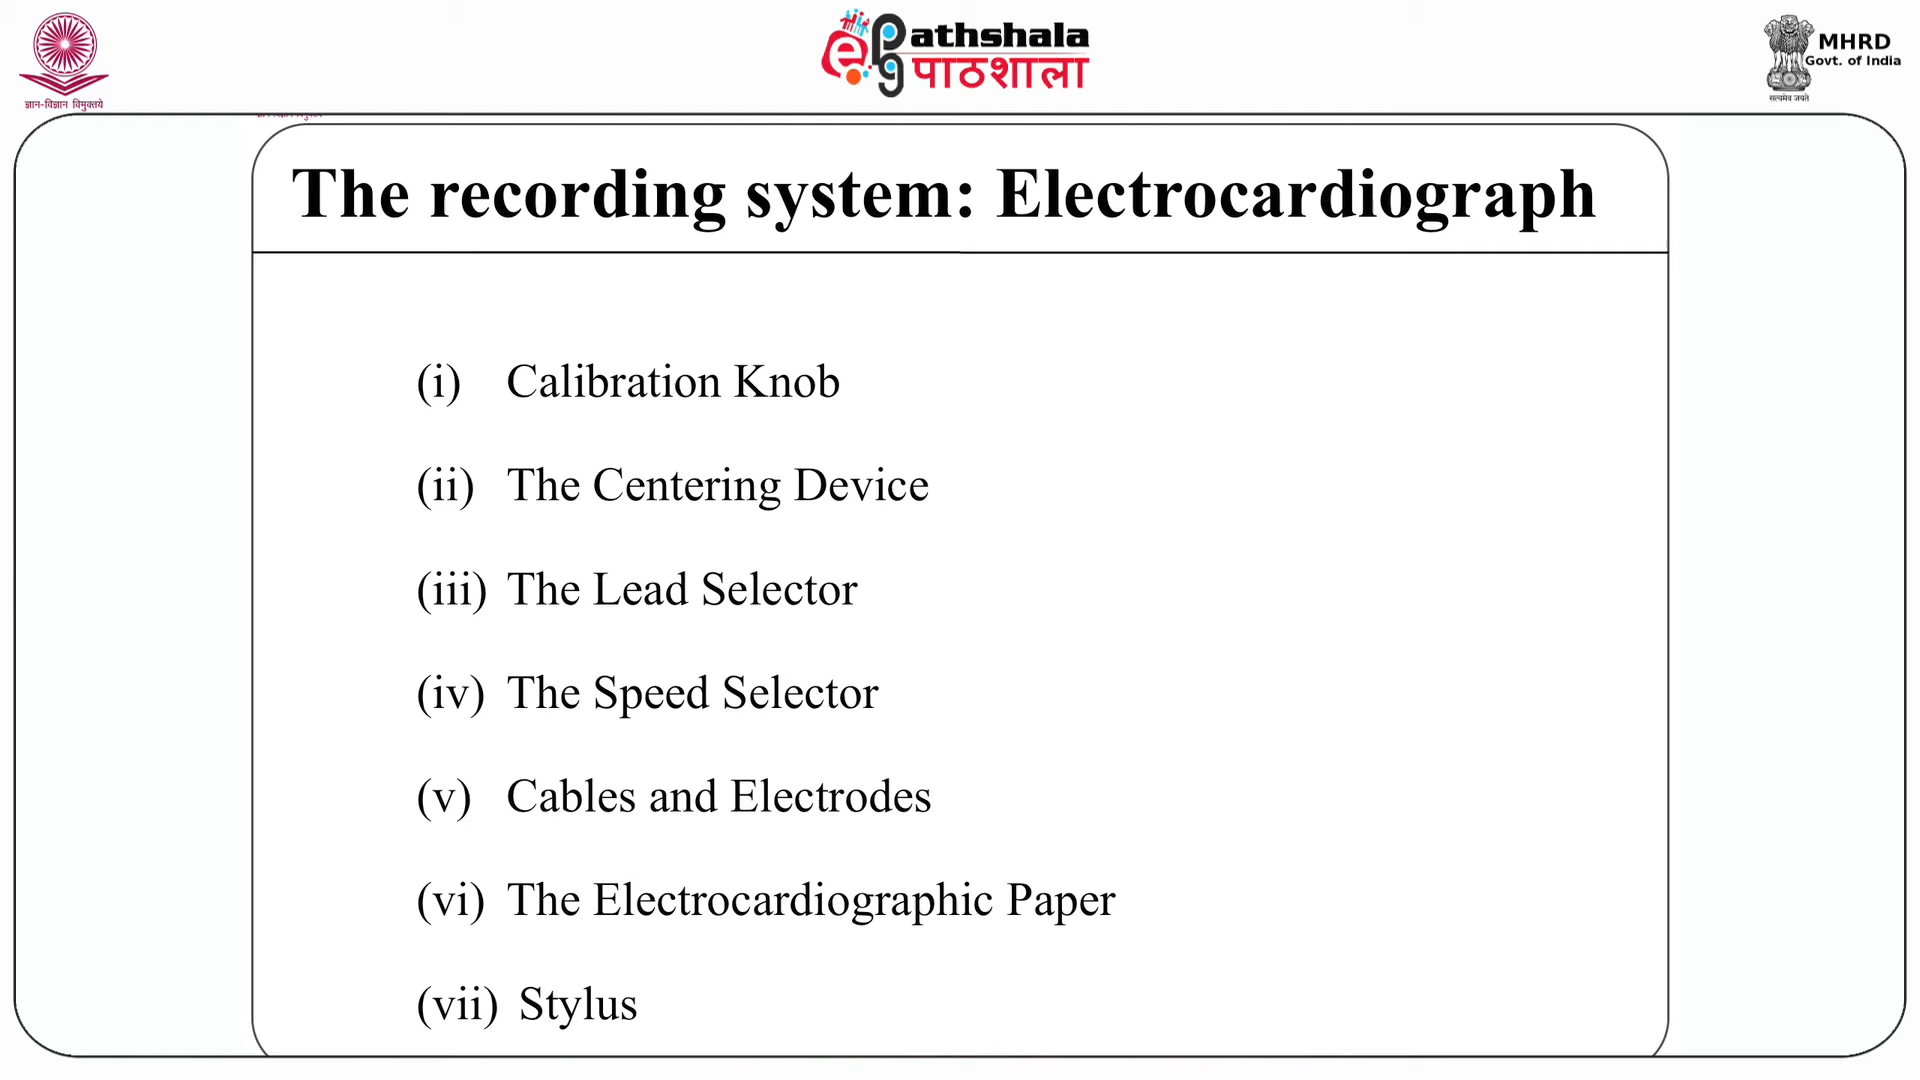 ज्ञान-विज्ञान विमुक्तये
ePathshala
पाठशाला
MHRD
Govt. of India
सत्यमेव जयते
The recording system: Electrocardiograph
(i) Calibration Knob
(ii) The Centering Device
(iii) The Lead Selector
(iv) The Speed Selector
(v) Cables and Electrodes
(vi) The Electrocardiographic Paper
(vii) Stylus